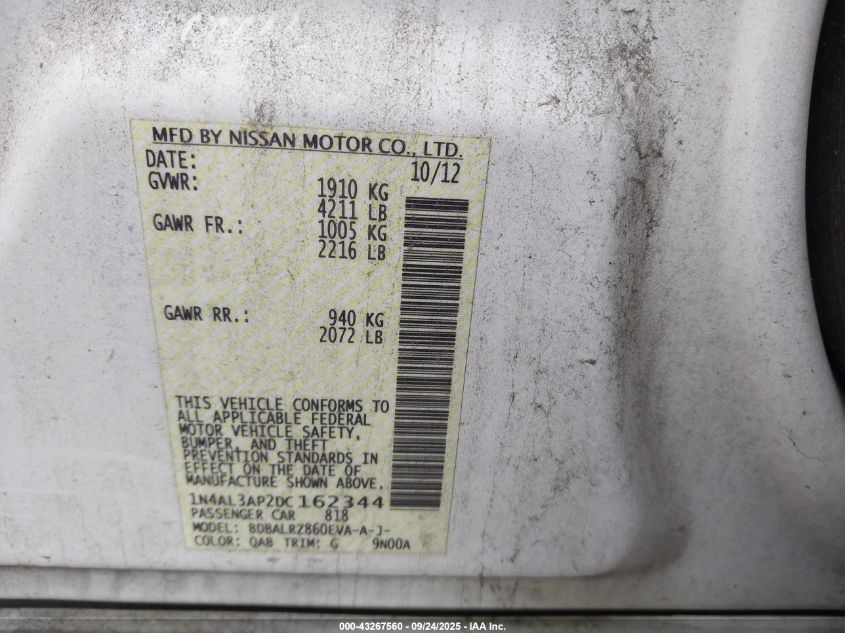 MFD BY NISSAN MOTOR CO., LTD.
DATE: 10/12
GVWR: 1910 KG
4211 LB
GAWR FR.: 1005 KG
2216 LB
GAWR RR.: 940 KG
2072 LB
THIS VEHICLE CONFORMS TO
ALL APPLICABLE FEDERAL
MOTOR VEHICLE SAFETY,
BUMPER, AND THEFT
PREVENTION STANDARDS IN
EFFECT ON THE DATE OF
MANUFACTURE SHOWN ABOVE.
1N4AL3AP2DC162344
PASSENGER CAR 818
MODEL: BDBALRZ860EVA-A-J-
COLOR: QAB TRIM: G 9N00A
000-43267560 - 09/24/2025 - IAA Inc.